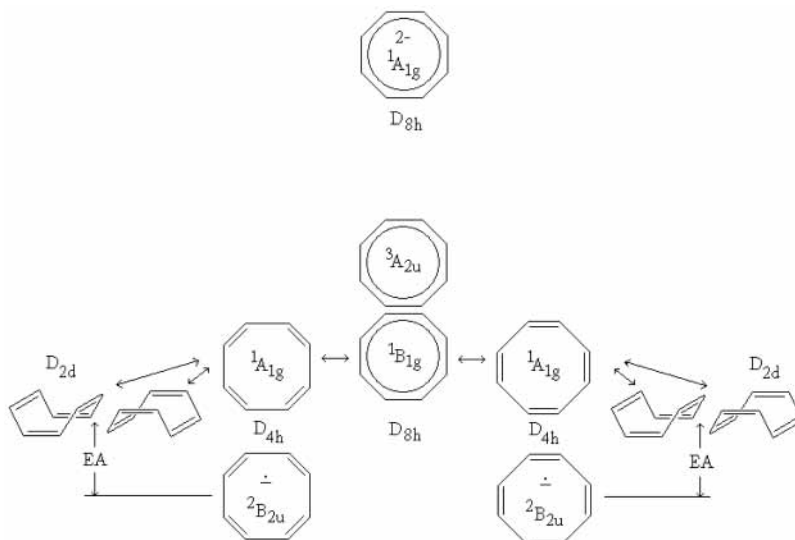 2-
¹A₁g
D₈h
³A₂u
D₂d
¹A₁g
¹B₁g
¹A₁g
D₂d
D₄h
D₈h
D₄h
EA
EA
²B₂u
²B₂u